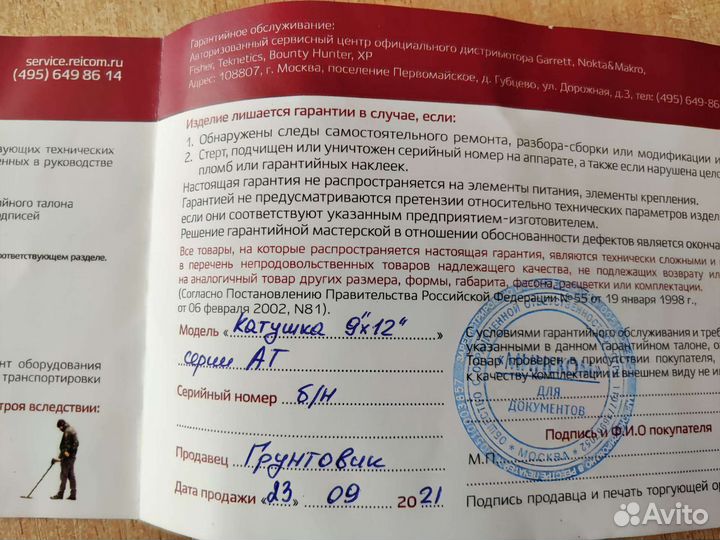 service.reicom.ru
(495) 649 86 14
вующих технических
енных в руководстве
йного талона
одписей
оответствующем разделе.
нт оборудования
транспортировки
троя вследствии:
Гарантийное обслуживание:
Авторизованный сервисный центр официального дистрибьютора Garrett, Nokta&Makro,
Fisher, Teknetics, Bounty Hunter, XP
Адрес: 108807, г. Москва, поселение Первомайское, д. Губцево, ул. Дорожная, д.3, тел: (495) 649-86
Изделие лишается гарантии в случае, если:
1. Обнаружены следы самостоятельного ремонта, разбора-сборки или модификации и
2. Стерт, подчищен или уничтожен серийный номер на аппарате, а также если нарушена цело
пломб или гарантийных наклеек.
Настоящая гарантия не распространяется на элементы питания, элементы крепления.
Гарантией не предусматриваются претензии относительно технических параметров издел
если они соответствуют указанным предприятием-изготовителем.
Решение гарантийной мастерской в отношении обоснованности дефектов является оконча
Все товары, на которые распространяется настоящая гарантия, являются технически сложными и
в перечень непродовольственных товаров надлежащего качества, не подлежащих возврату ил
на аналогичный товар других размера, формы, габарита, фасона, расцветки или комплектации.
(Согласно Постановлению Правительства Российской Федерации №55 от 19 января 1998 г.,
от 06 февраля 2002, N81).
Модель «Катушка 9"x12"»
серии АТ
Серийный номер б/н
Продавец Грунтовик
Дата продажи «23» 09 2021
С условиями гарантийного обслуживания и треб
указанными в данном гарантийном талоне, о
Товар проверен в присутствии покупателя,
к качеству комплектации и внешнем виду не и
ДЛЯ
ДОКУМЕНТОВ
* МОСКВА *
Подпись и Ф.И.О покупателя
М.П.
Подпись продавца и печать торгующей ор
Avito